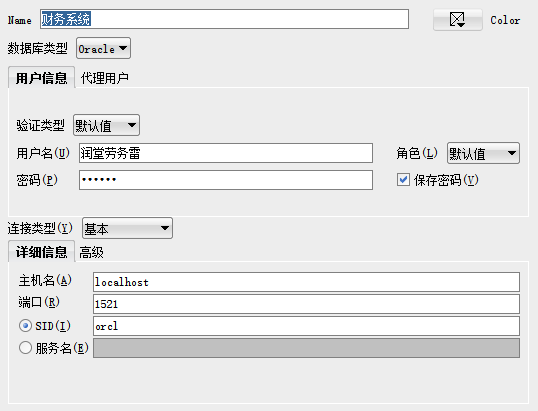 Name 财务系统 Color
数据库类型 Oracle
用户信息 代理用户
验证类型 默认值
用户名(U) 润堂劳务雷 角色(L) 默认值
密码(P) •••••• 保存密码(V)
连接类型(Y) 基本
详细信息 高级
主机名(A) localhost
端口(R) 1521
SID(I) orcl
服务名(E)